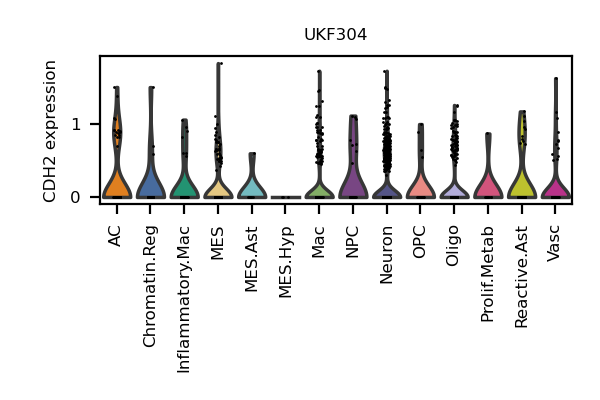 UKF304
CDH2 expression
1
0
AC
Chromatin.Reg
Inflammatory.Mac
MES
MES.Ast
MES.Hyp
Mac
NPC
Neuron
OPC
Oligo
Prolif.Metab
Reactive.Ast
Vasc